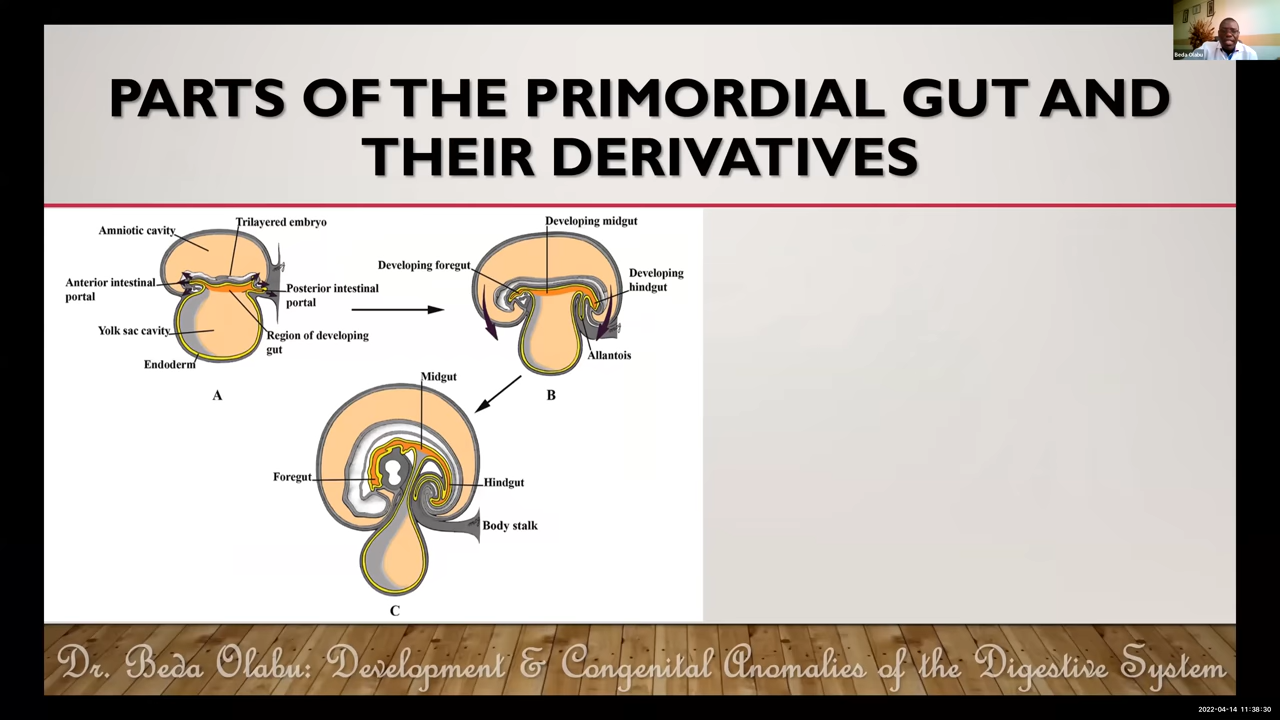 Beda Olabu
PARTS OF THE PRIMORDIAL GUT AND
THEIR DERIVATIVES
Amniotic cavity
Trilayered embryo
Anterior intestinal
portal
Posterior intestinal
portal
Yolk sac cavity
Region of developing
gut
Endoderm
A
Developing midgut
Developing foregut
Developing
hindgut
Allantois
B
Midgut
Foregut
Hindgut
Body stalk
C
Dr. Beda Olabu: Development & Congenital Anomalies of the Digestive System
2022-04-14 11:38:30